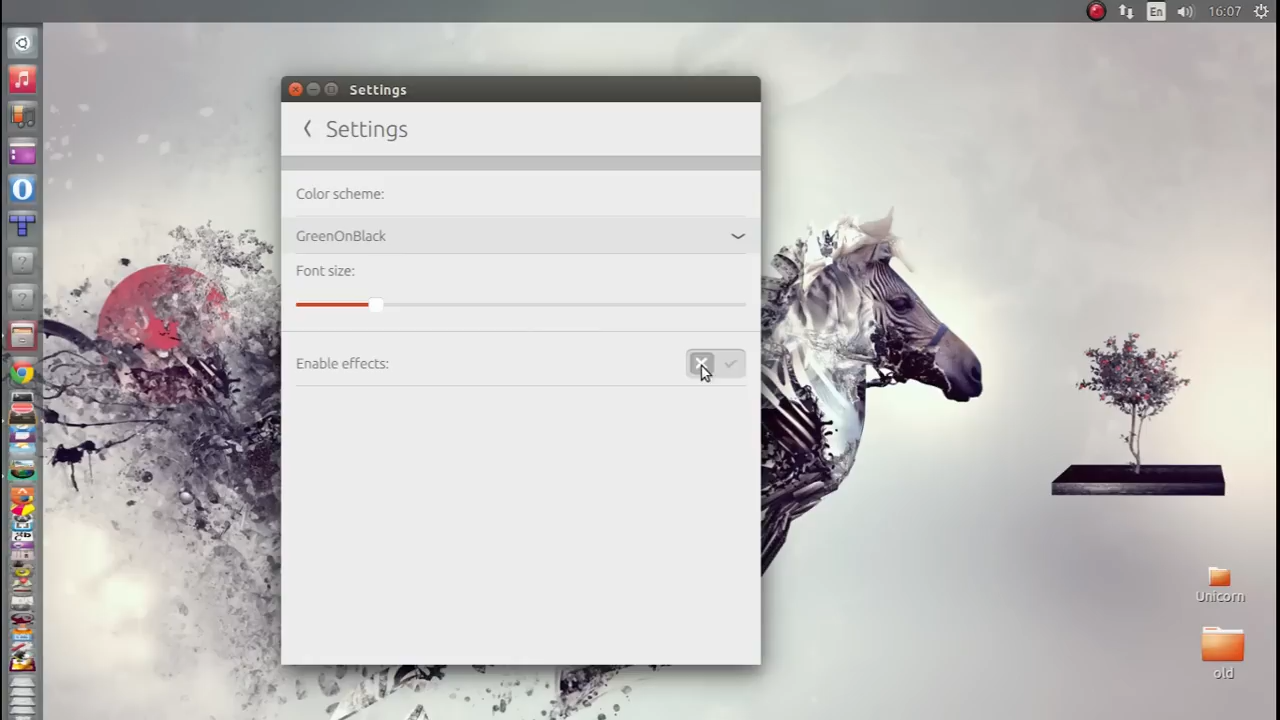 En
16:07
Settings
Settings
Color scheme:
GreenOnBlack
Font size:
Enable effects:
Unicorn
old